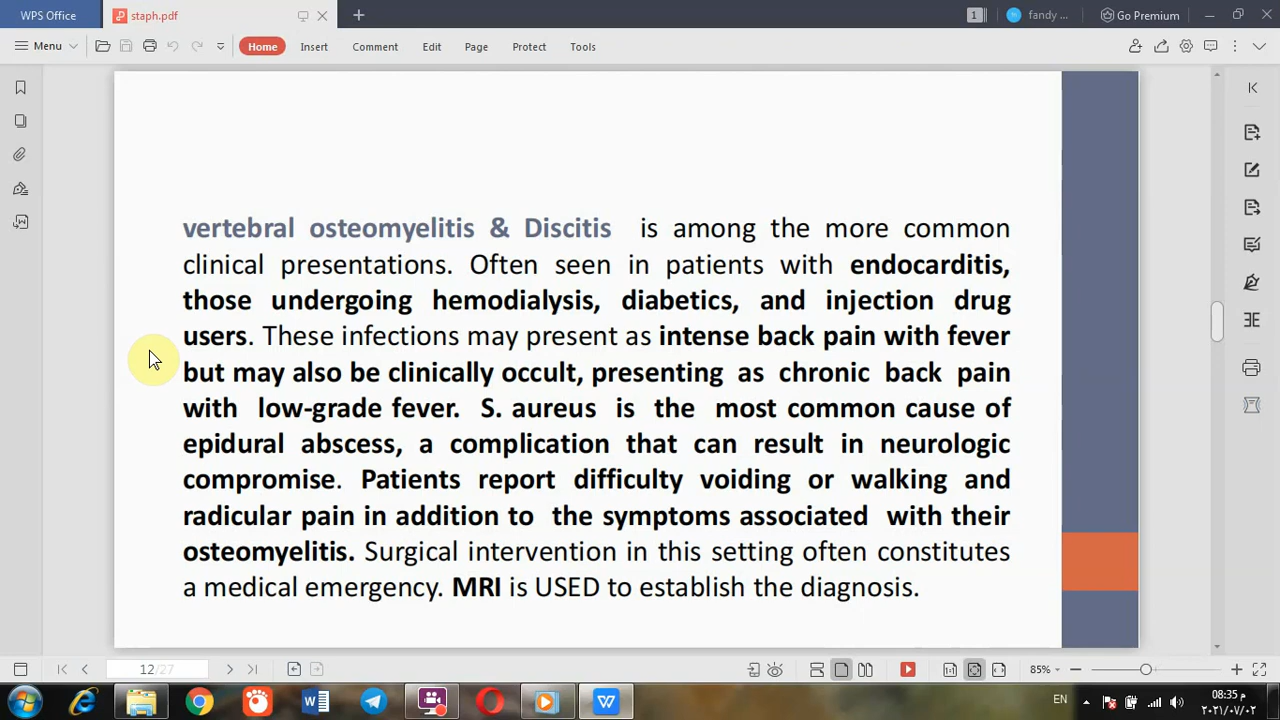 WPS Office
staph.pdf
1
fandy ...
Go Premium
Menu
Home
Insert
Comment
Edit
Page
Protect
Tools
vertebral osteomyelitis & Discitis is among the more common
clinical presentations. Often seen in patients with endocarditis,
those undergoing hemodialysis, diabetics, and injection drug
users. These infections may present as intense back pain with fever
but may also be clinically occult, presenting as chronic back pain
with low-grade fever. S. aureus is the most common cause of
epidural abscess, a complication that can result in neurologic
compromise. Patients report difficulty voiding or walking and
radicular pain in addition to the symptoms associated with their
osteomyelitis. Surgical intervention in this setting often constitutes
a medical emergency. MRI is USED to establish the diagnosis.
12/27
85%
EN
08:35 م
٢٠٢١/٠٧/٠٢